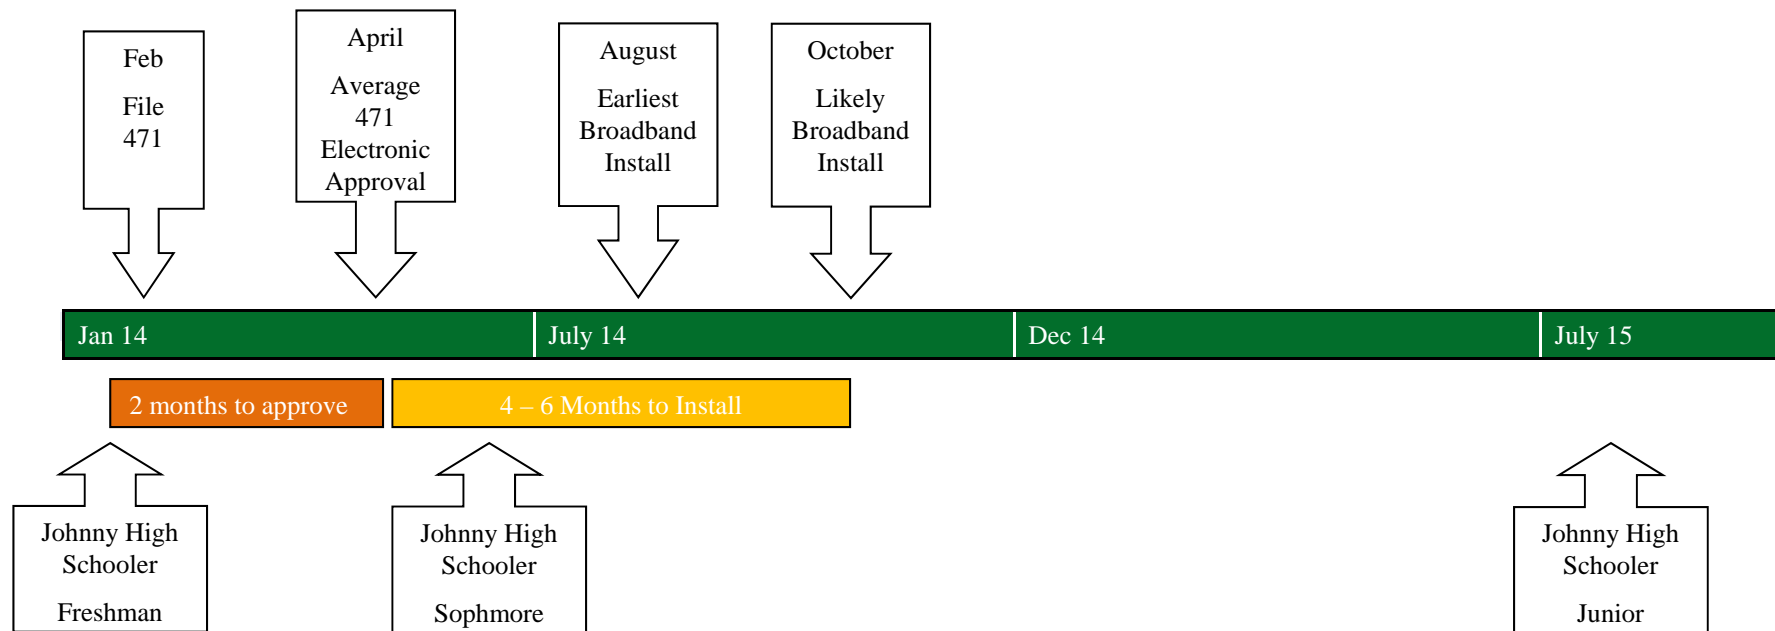 Feb
File
471
April
Average
471
Electronic
Approval
August
Earliest
Broadband
Install
October
Likely
Broadband
Install
Jan 14
July 14
Dec 14
July 15
2 months to approve
4 – 6 Months to Install
Johnny High
Schooler
Freshman
Johnny High
Schooler
Sophmore
Johnny High
Schooler
Junior